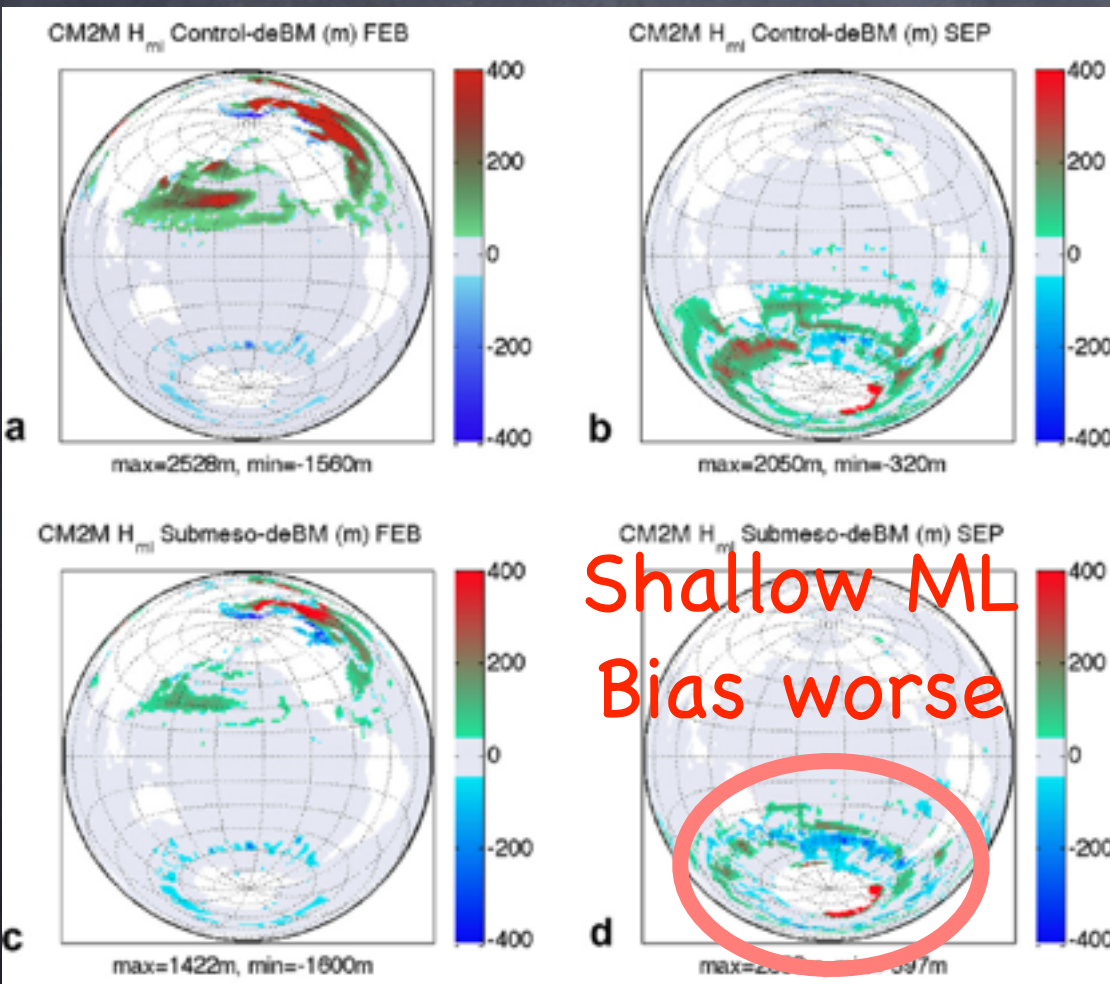 CM2M H_ml Control-deBM (m) FEB
400
200
0
-200
-400
a
max=2528m, min=-1560m
CM2M H_ml Control-deBM (m) SEP
400
200
0
-200
-400
b
max=2050m, min=-320m
CM2M H_ml Submeso-deBM (m) FEB
400
200
0
-200
-400
c
max=1422m, min=-1600m
CM2M H_ml Submeso-deBM (m) SEP
Shallow ML
Bias worse
400
200
0
-200
-400
d